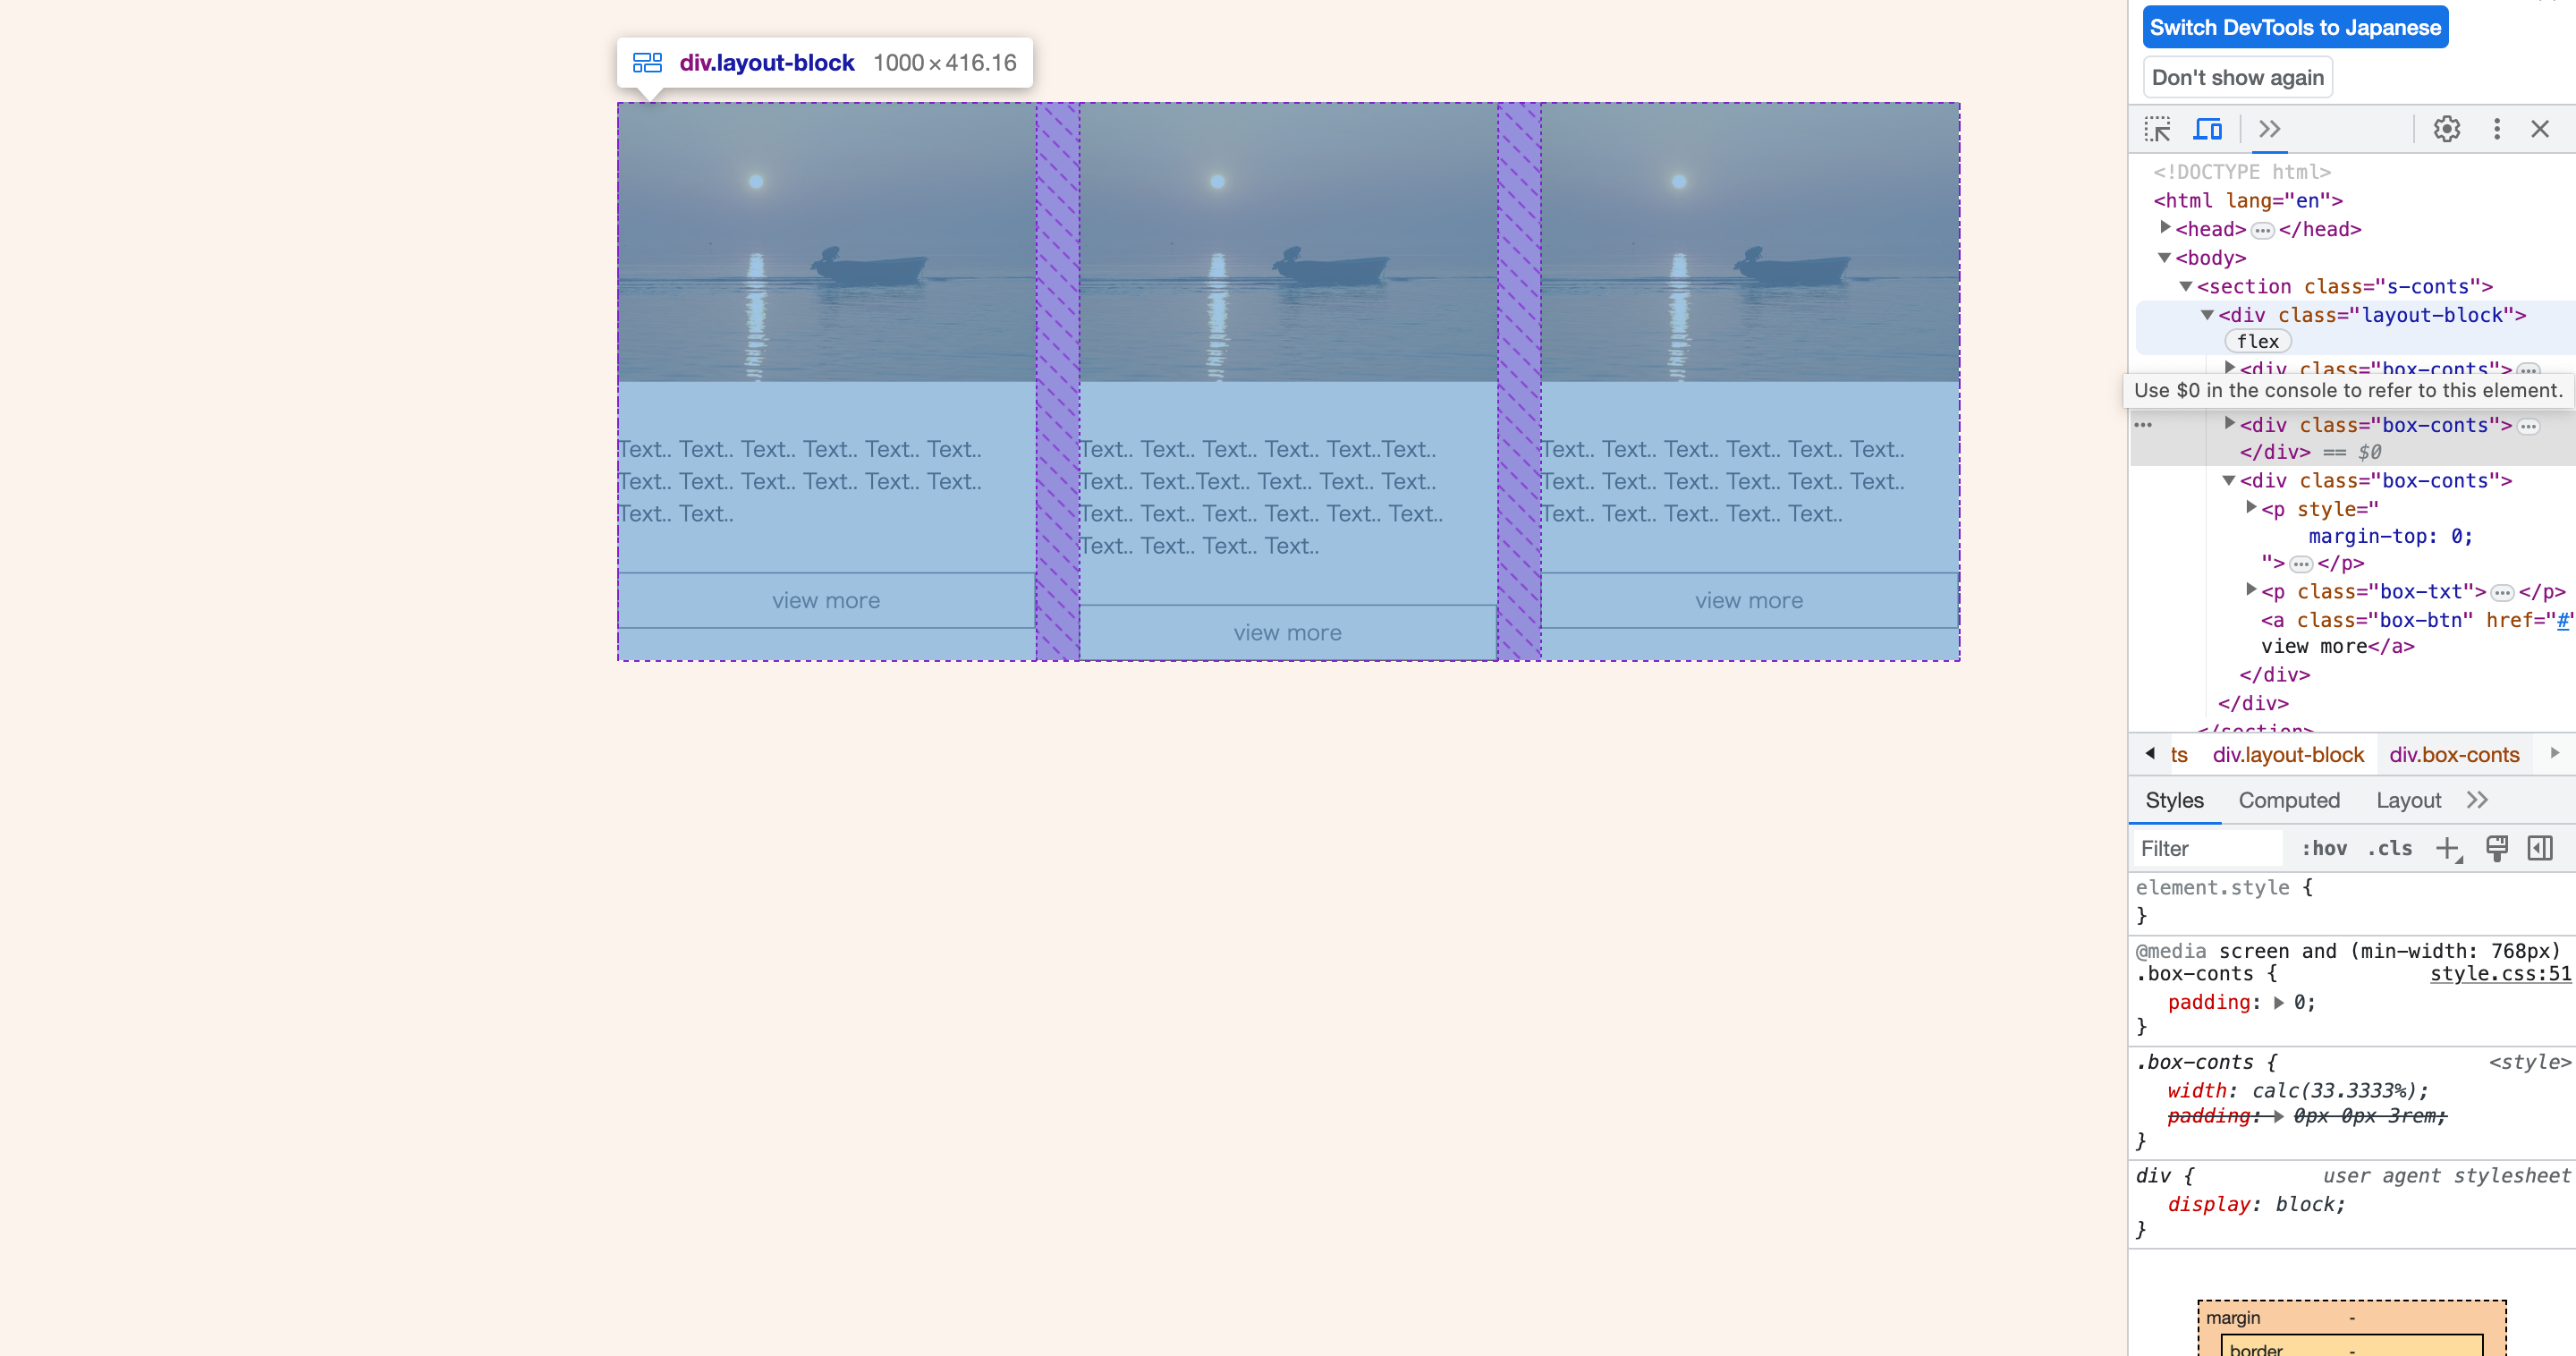 div.layout-block 1000×416.16
Text.. Text.. Text.. Text.. Text.. Text..
Text.. Text.. Text.. Text.. Text.. Text..
Text.. Text..
view more
Text.. Text.. Text.. Text.. Text..Text..
Text.. Text..Text.. Text.. Text.. Text..
Text.. Text.. Text.. Text.. Text.. Text..
Text.. Text.. Text.. Text..
view more
Text.. Text.. Text.. Text.. Text.. Text..
Text.. Text.. Text.. Text.. Text.. Text..
Text.. Text.. Text.. Text.. Text..
view more
Switch DevTools to Japanese
Don't show again
<!DOCTYPE html>
<html lang="en">
<head>…</head>
<body>
<section class="s-conts">
<div class="layout-block">
flex
<div class="box-conts">…
Use $0 in the console to refer to this element.
… <div class="box-conts">…
</div> == $0
<div class="box-conts">
<p style="
margin-top: 0;
">…</p>
<p class="box-txt">…</p>
<a class="box-btn" href="#"
view more</a>
</div>
</div>
</section>
ts div.layout-block div.box-conts
Styles Computed Layout
Filter :hov .cls
element.style {
}
@media screen and (min-width: 768px)
.box-conts { style.css:51
padding: 0;
}
.box-conts { <style>
width: calc(33.3333%);
padding: 0px 0px 3rem;
}
div { user agent stylesheet
display: block;
}
margin -
border -